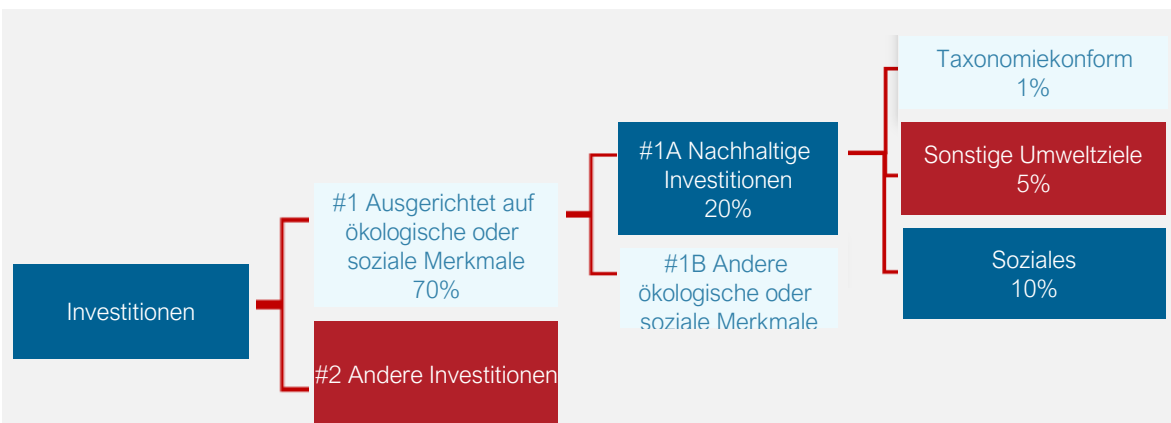 Investitionen
#1 Ausgerichtet auf
ökologische oder
soziale Merkmale
70%
#2 Andere Investitionen
#1A Nachhaltige
Investitionen
20%
#1B Andere
ökologische oder
soziale Merkmale
Taxonomiekonform
1%
Sonstige Umweltziele
5%
Soziales
10%